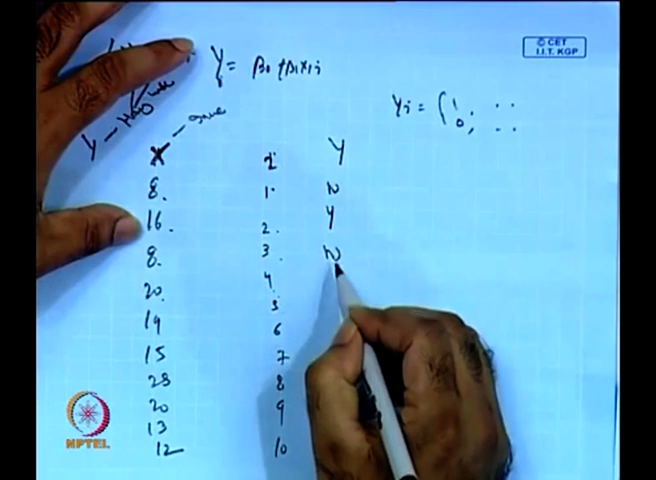 © CET
I.I.T. KGP
Y = β0 + β1xi
Yi = { 1 ; ..
0 ; ..
X i Y
8. 1. N
16. 2. Y
8. 3. N
20. 4.
19 5
15 6
28 7
20 8
13 9
12 10
NPTEL